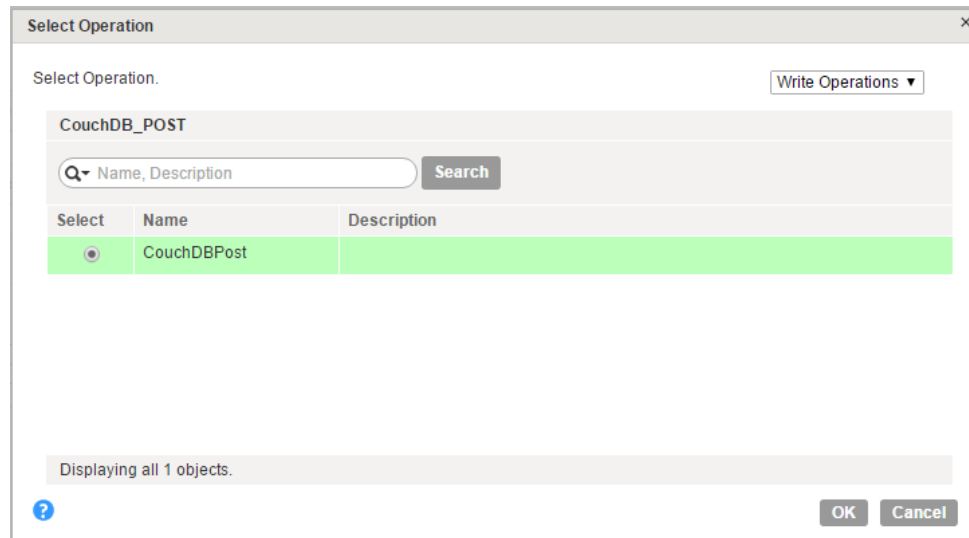 Select Operation
×
Select Operation.
Write Operations ▼
CouchDB_POST
Name, Description
Search
Select Name Description
CouchDBPost
Displaying all 1 objects.
?
OK Cancel